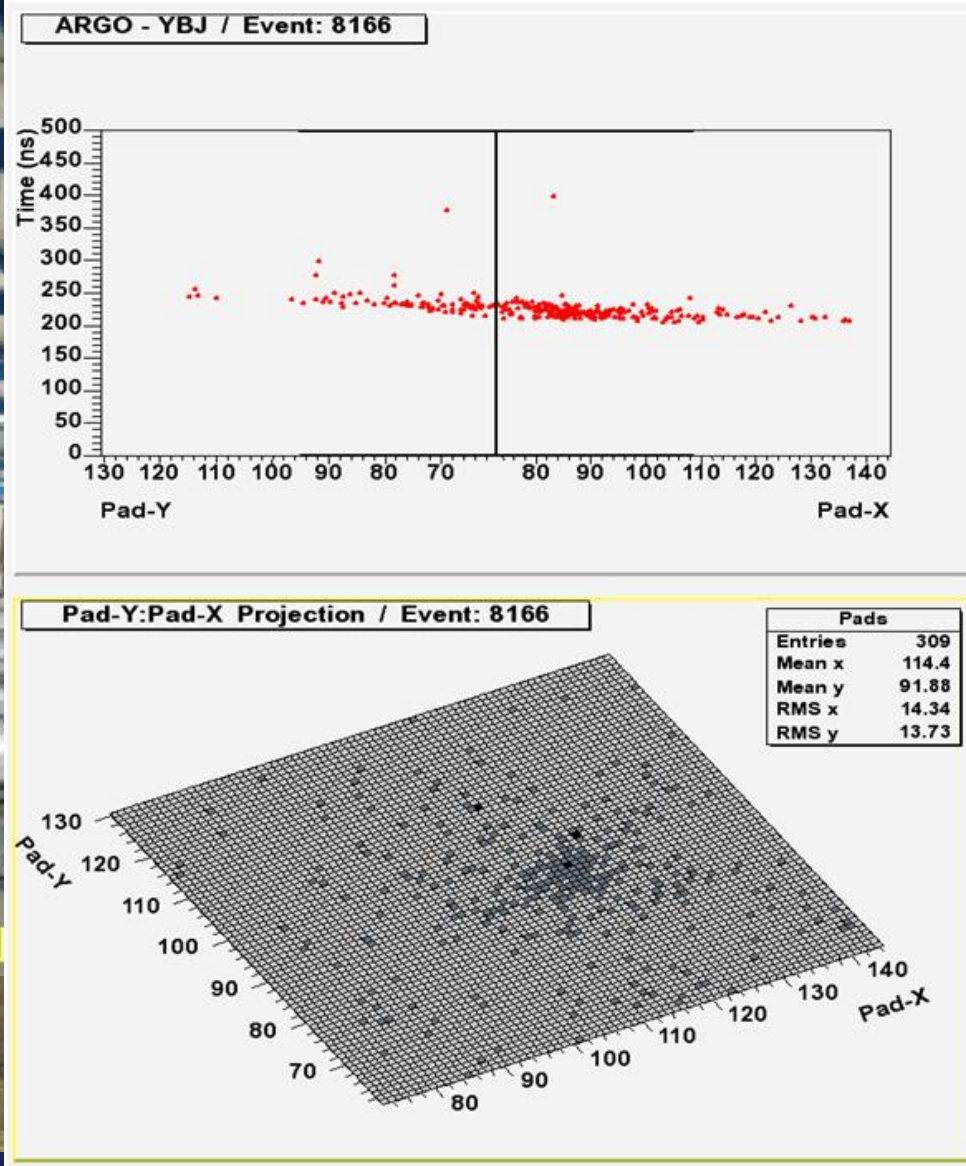 ARGO - YBJ / Event: 8166
Time (ns)
500
450
400
350
300
250
200
150
100
50
0
130 120 110 100 90 80 70 80 90 100 110 120 130 140
Pad-Y Pad-X
Pad-Y:Pad-X Projection / Event: 8166
Pads
Entries 309
Mean x 114.4
Mean y 91.88
RMS x 14.34
RMS y 13.73
130
120
110
100
90
80
70
Pad-Y
80 90 100 110 120 130 140
Pad-X